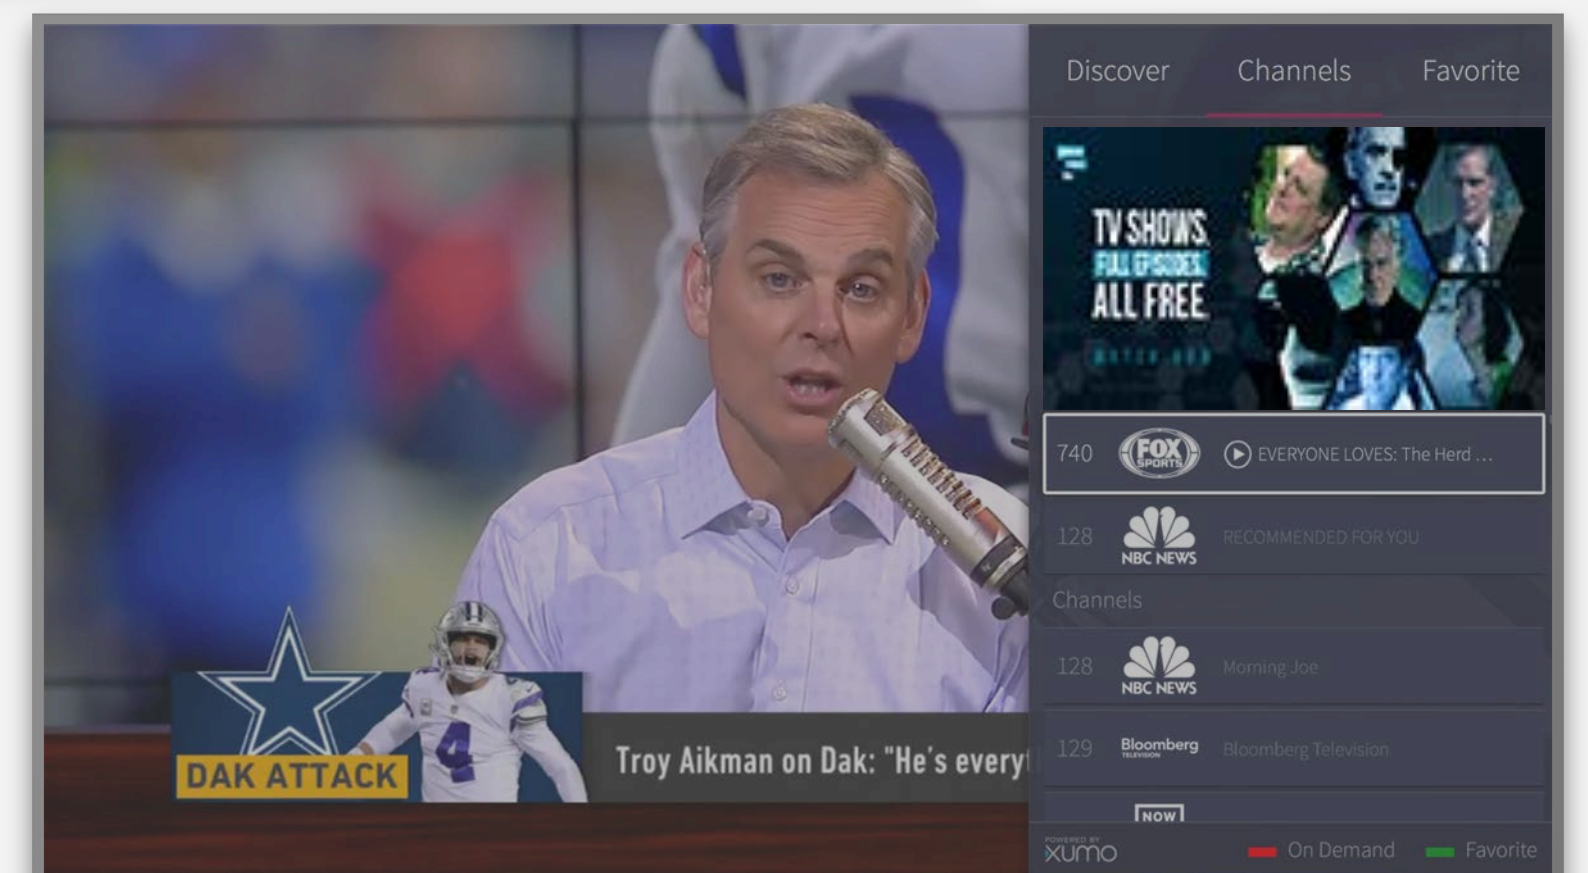 Discover Channels Favorite
TV SHOWS.
FULL EPISODES.
ALL FREE.
740 FOX SPORTS EVERYONE LOVES: The Herd ...
128 NBC NEWS RECOMMENDED FOR YOU
Channels
128 NBC NEWS Morning Joe
129 Bloomberg TELEVISION Bloomberg Television
NOW
POWERED BY
XUMO On Demand Favorite
4
DAK ATTACK
Troy Aikman on Dak: "He's everyt